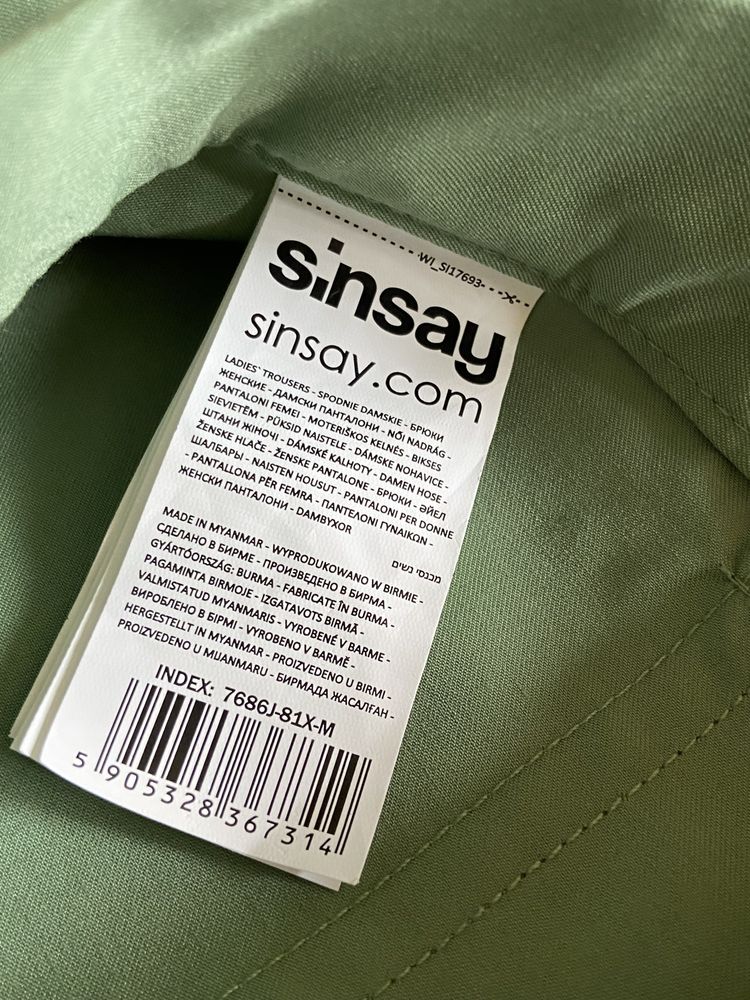 WI_SI17693
sinsay
sinsay.com
LADIES` TROUSERS - SPODNIE DAMSKIE - БРЮКИ
ЖЕНСКИЕ - ДАМСКИ ПАНТАЛОНИ - NŐI NADRÁG -
PANTALONI FEMEI - MOTERIŠKOS KELNĖS - BIKSES
SIEVIETĒM - PÜKSID NAISTELE - DÁMSKE NOHAVICE -
ШТАНИ ЖІНОЧІ - DÁMSKÉ KALHOTY - DAMEN HOSE -
ŽENSKE HLAČE - ŽENSKE PANTALONE - БРЮКИ - ӘЙЕЛ
ШАЛБАРЫ - NAISTEN HOUSUT - PANTALONI PER DONNE
- PANTALLONA PËR FEMRA - ΠΑΝΤΕΛΟΝΙ ΓΥΝΑΙΚΩΝ -
ЖЕНСКИ ПАНТАЛОНИ - DAMBYXOR
מכנסי נשים
MADE IN MYANMAR - WYPRODUKOWANO W BIRMIE -
СДЕЛАНО В БИРМЕ - ПРОИЗВЕДЕНО В БИРМА -
GYÁRTÓORSZÁG: BURMA - FABRICATE ÎN BURMA -
PAGAMINTA BIRMOJE - IZGATAVOTS BIRMĀ -
VALMISTATUD MYANMARIS - VYROBENÉ V BARME -
ВИРОБЛЕНО В БІРМІ - VYROBENO V BARMĚ -
HERGESTELLT IN MYANMAR - PROIZVEDENO U BIRMI -
PROIZVEDENO U MIJANMARU - БИРМАДА ЖАСАЛҒАН -
INDEX: 7686J-81X-M
5 905328 367314